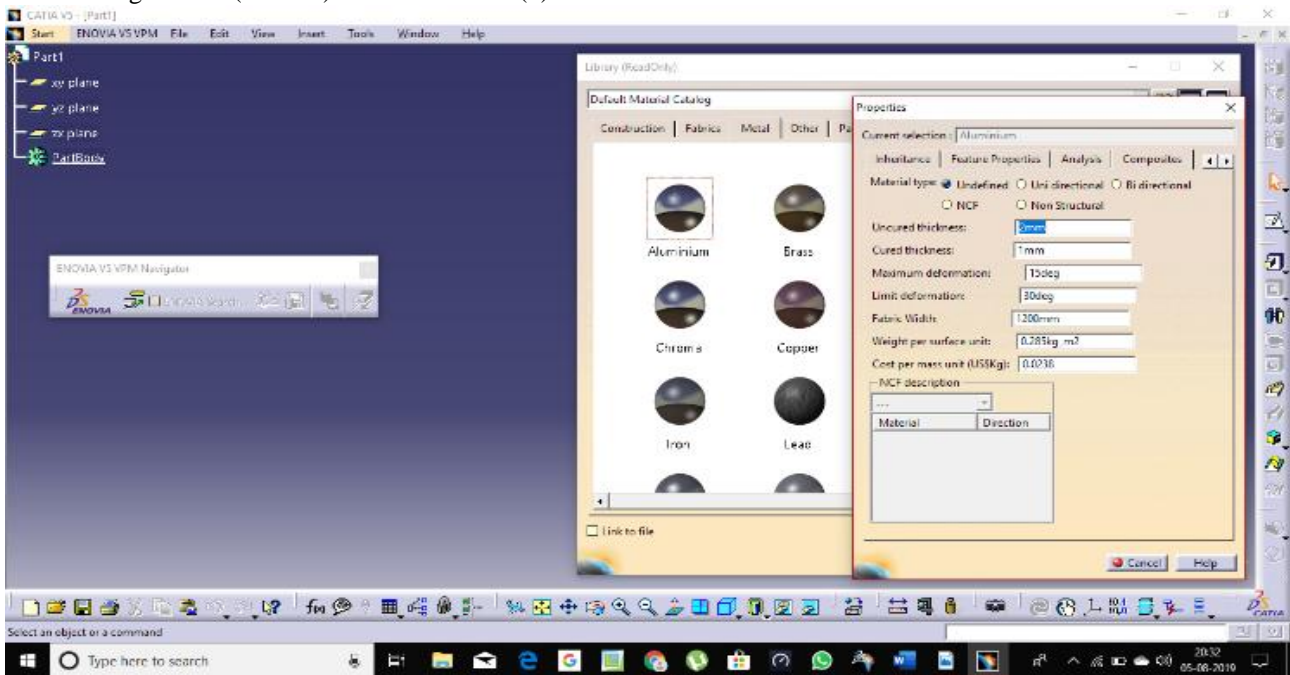 CATIA V5 - [Part1]
Start ENOVIA V5 VPM File Edit View Insert Tools Window Help
Part1
xy plane
yz plane
zx plane
PartBody
ENOVIA V5 VPM Navigator
ENOVIA
Library (ReadOnly)
Default Material Catalog
Construction Fabrics Metal Other Pa
Aluminium Brass
Copper
Iron Lead
Link to file
Properties
Current selection : Aluminium
Inheritance Feature Properties Analysis Composites
Material type: Undefined Uni directional Bi directional
NCF Non Structural
Uncured thickness: 2mm
Cured thickness: 1mm
Maximum deformation: 15deg
Limit deformation: 30deg
Fabric Width: 1200mm
Weight per surface unit: 0.285kg_m2
Cost per mass unit (US$Kg): 0.0238
NCF description
---
Material Direction
Cancel Help
Select an object or a command
CATIA
Type here to search
20:32
05-08-2019